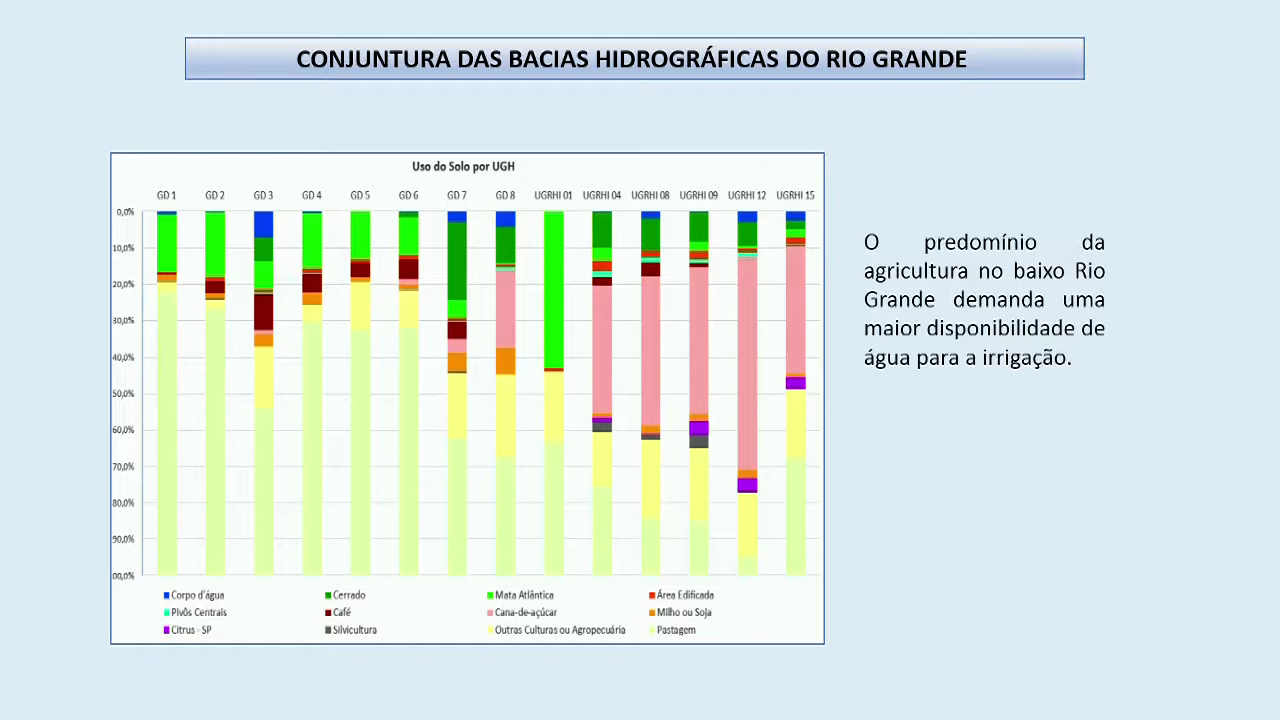 CONJUNTURA DAS BACIAS HIDROGRÁFICAS DO RIO GRANDE
Uso do Solo por UGH
GD 1 GD 2 GD 3 GD 4 GD 5 GD 6 GD 7 GD 8 UGRHI 01 UGRHI 04 UGRHI 08 UGRHI 09 UGRHI 12 UGRHI 15
0,0%
10,0%
20,0%
30,0%
40,0%
50,0%
60,0%
70,0%
80,0%
90,0%
00,0%
Corpo d'água Cerrado Mata Atlântica Área Edificada
Pivôs Centrais Café Cana-de-açúcar Milho ou Soja
Citrus - SP Silvicultura Outras Culturas ou Agropecuária Pastagem
O predomínio da
agricultura no baixo Rio
Grande demanda uma
maior disponibilidade de
água para a irrigação.